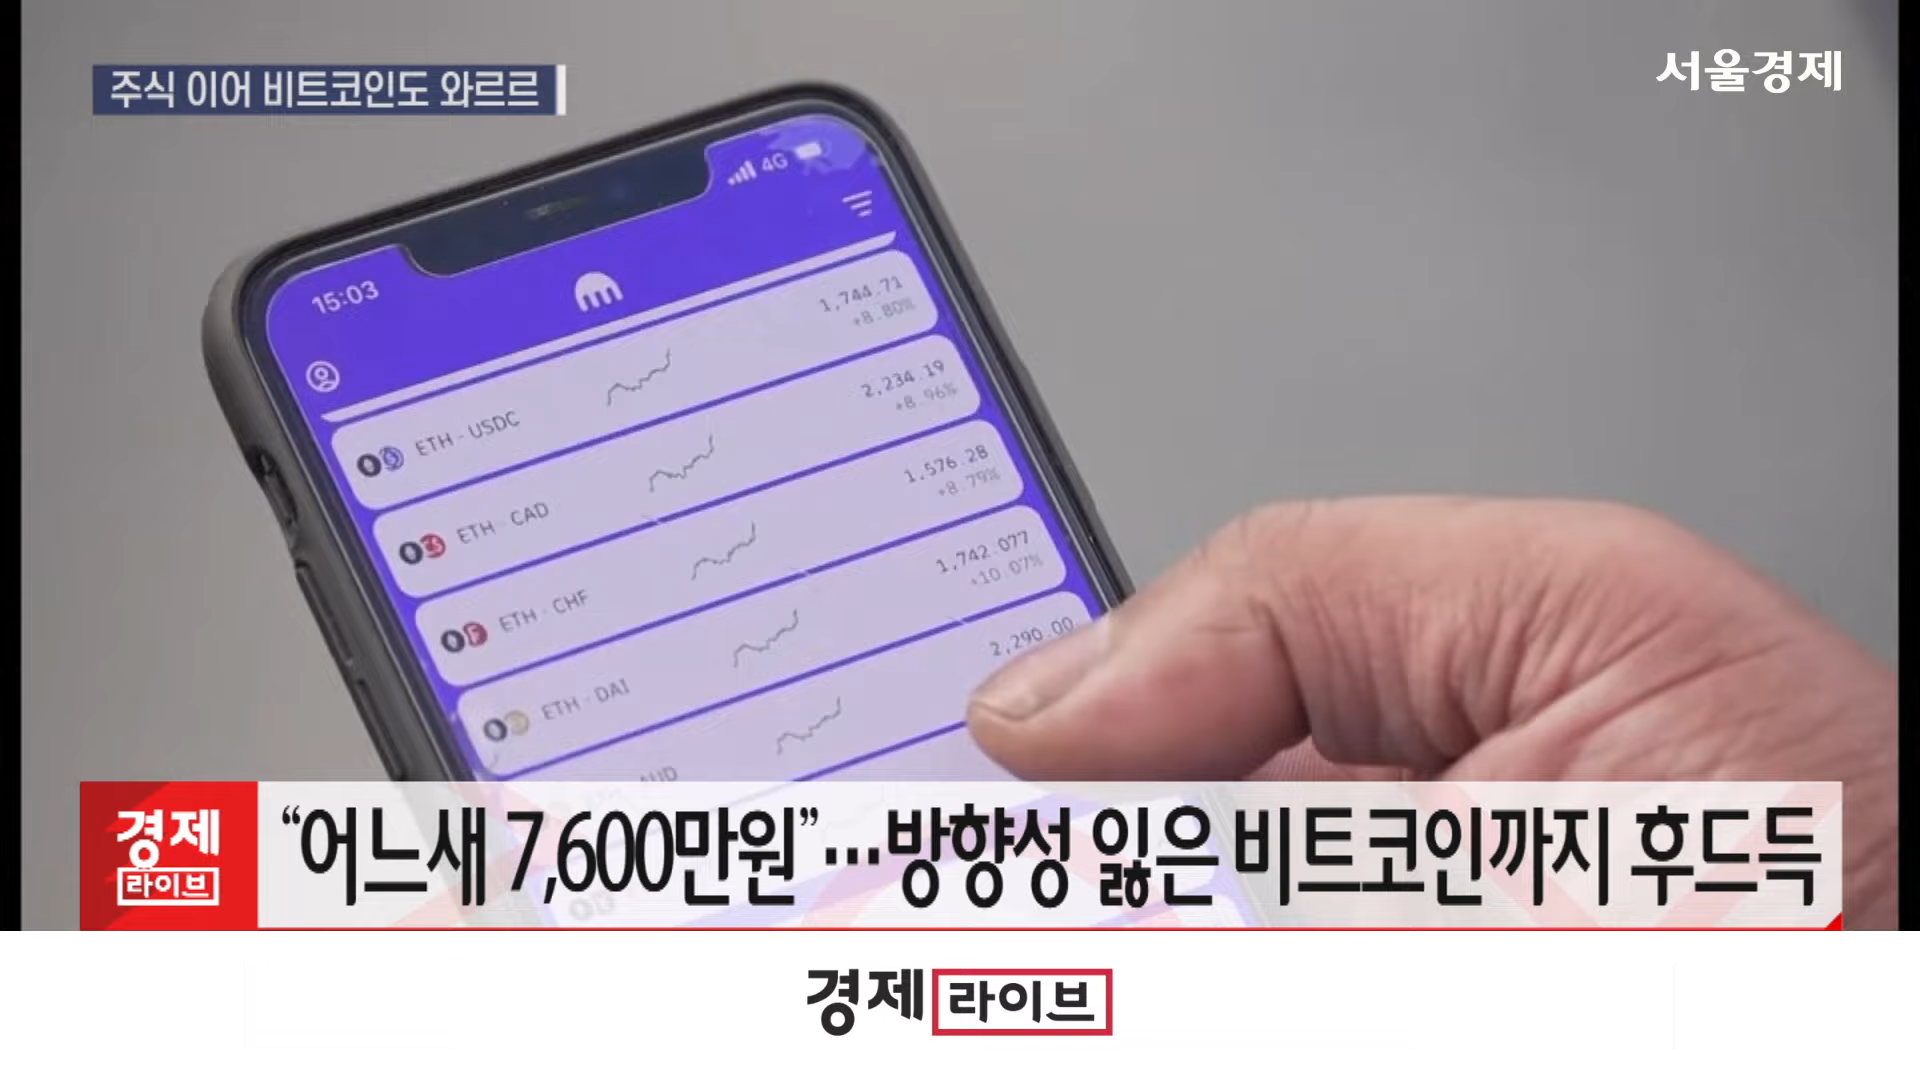 주식 이어 비트코인도 와르르
서울경제
15:03
4G
1,744.71
+8.80%
ETH - USDC
2,234.19
+8.96%
ETH - CAD
1,576.28
+8.79%
ETH - CHF
1,742.077
+10.07%
ETH - DAI
2,290.00
AUD
경제
라이브
“어느새 7,600만원”…방향성 잃은 비트코인까지 후드득
경제 라이브